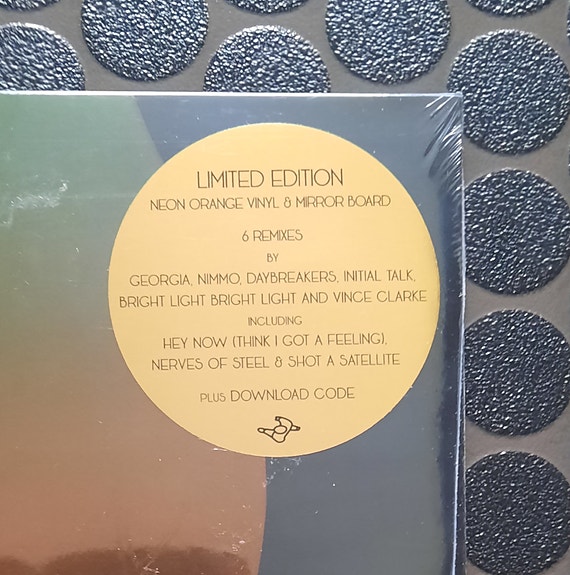 LIMITED EDITION
NEON ORANGE VINYL & MIRROR BOARD
6 REMIXES
BY
GEORGIA, NIMMO, DAYBREAKERS, INITIAL TALK,
BRIGHT LIGHT BRIGHT LIGHT AND VINCE CLARKE
INCLUDING
HEY NOW (THINK I GOT A FEELING),
NERVES OF STEEL & SHOT A SATELLITE
PLUS DOWNLOAD CODE